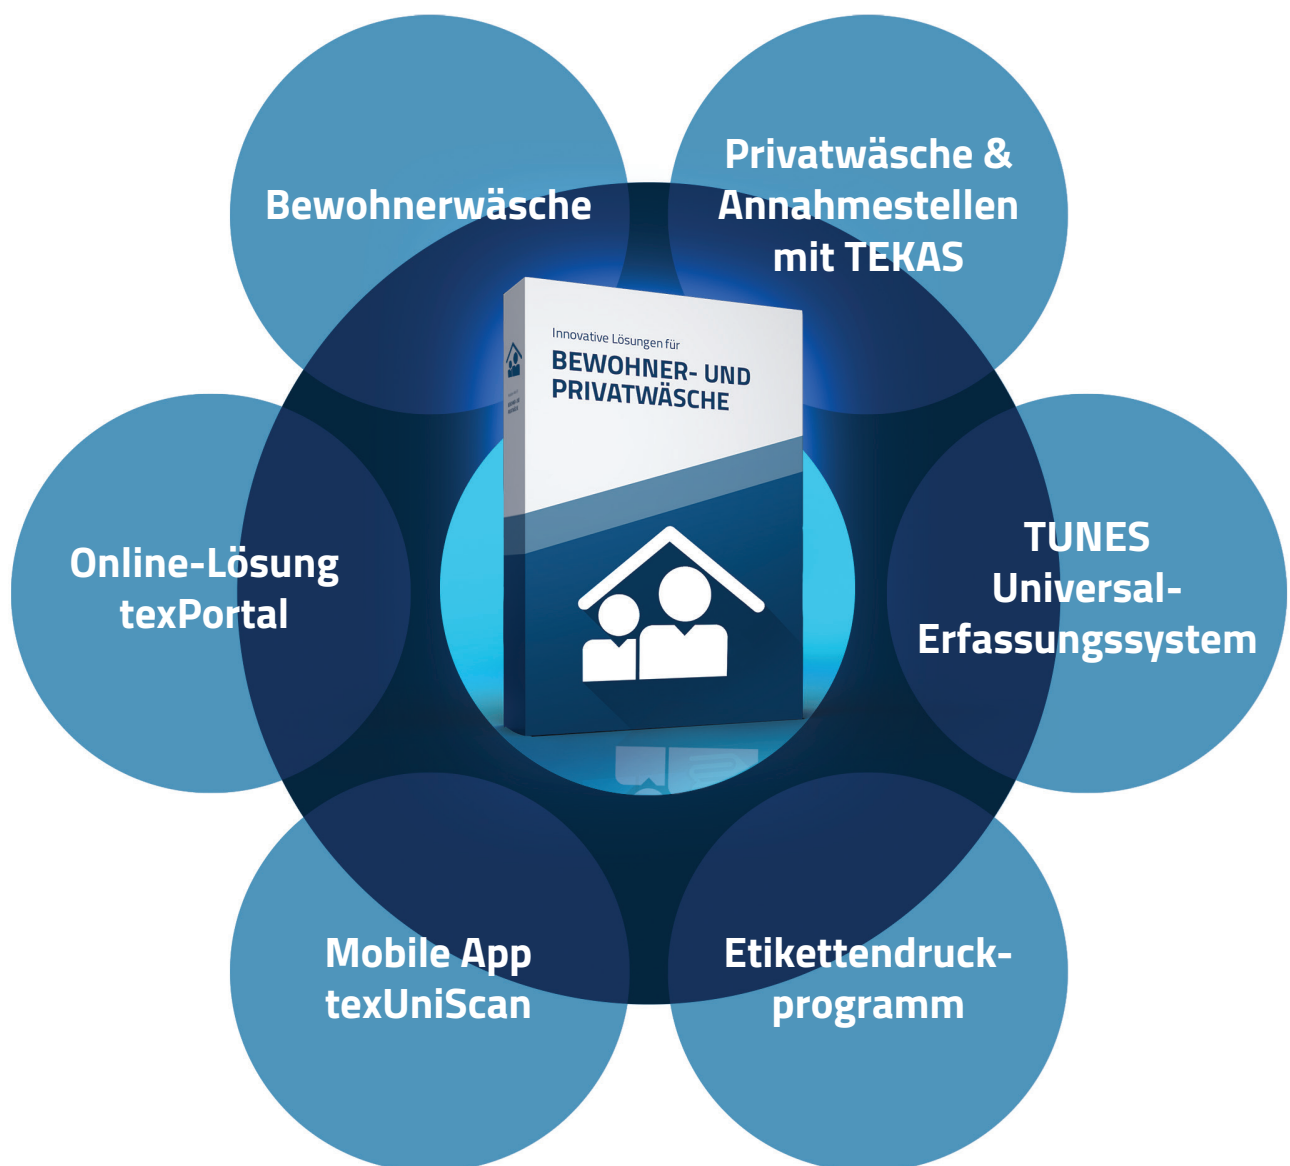 Bewohnerwäsche
Privatwäsche &
Annahmestellen
mit TEKAS
Innovative Lösungen für
BEWOHNER- UND
PRIVATWÄSCHE
Online-Lösung
texPortal
TUNES
Universal-
Erfassungssystem
Mobile App
texUniScan
Etikettendruck-
programm